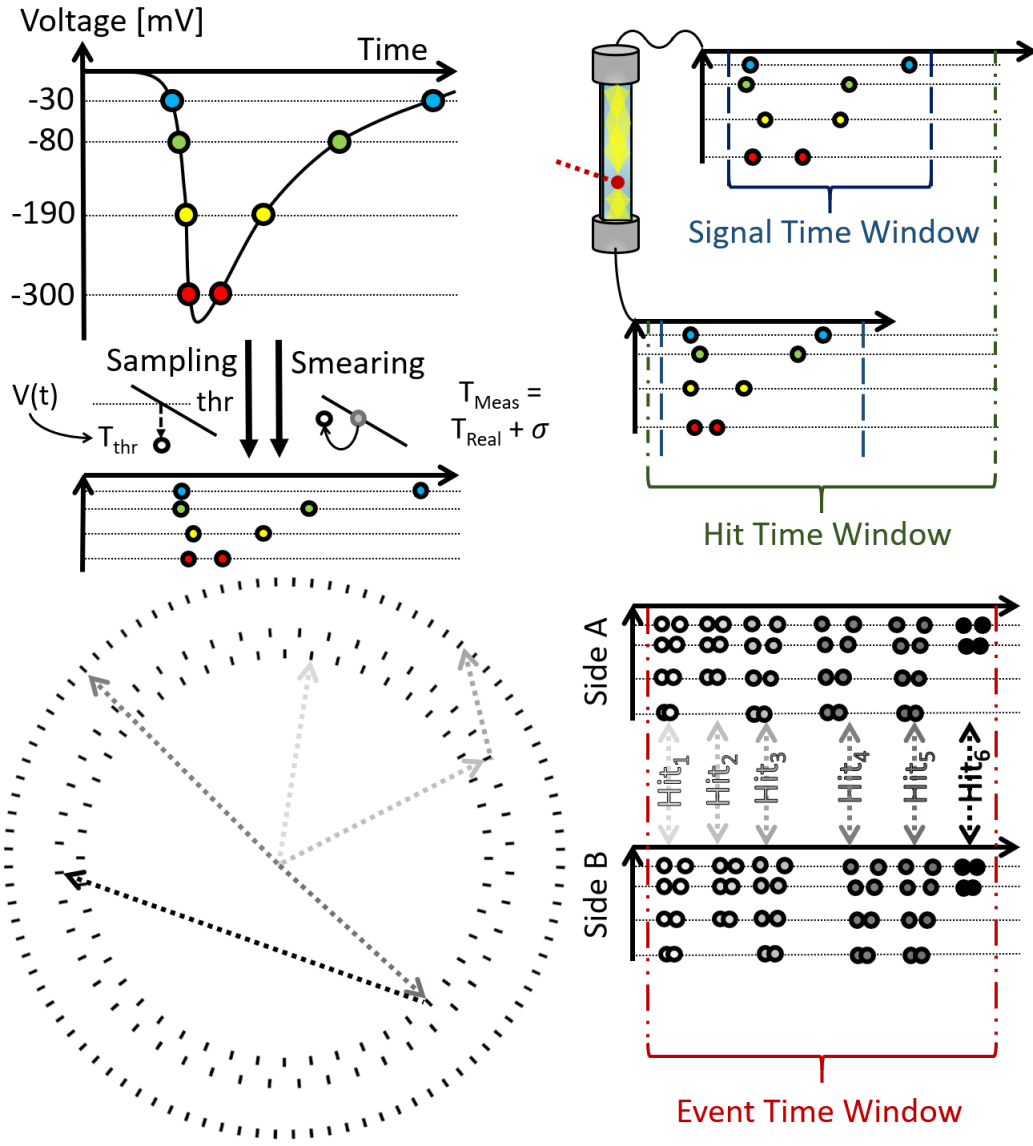 Voltage [mV]
Time
-30
-80
-190
-300
Sampling
Smearing
V(t)
thr
T_thr
T_Meas =
T_Real + σ
Signal Time Window
Hit Time Window
Side A
Hit_1
Hit_2
Hit_3
Hit_4
Hit_5
Hit_6
Side B
Event Time Window